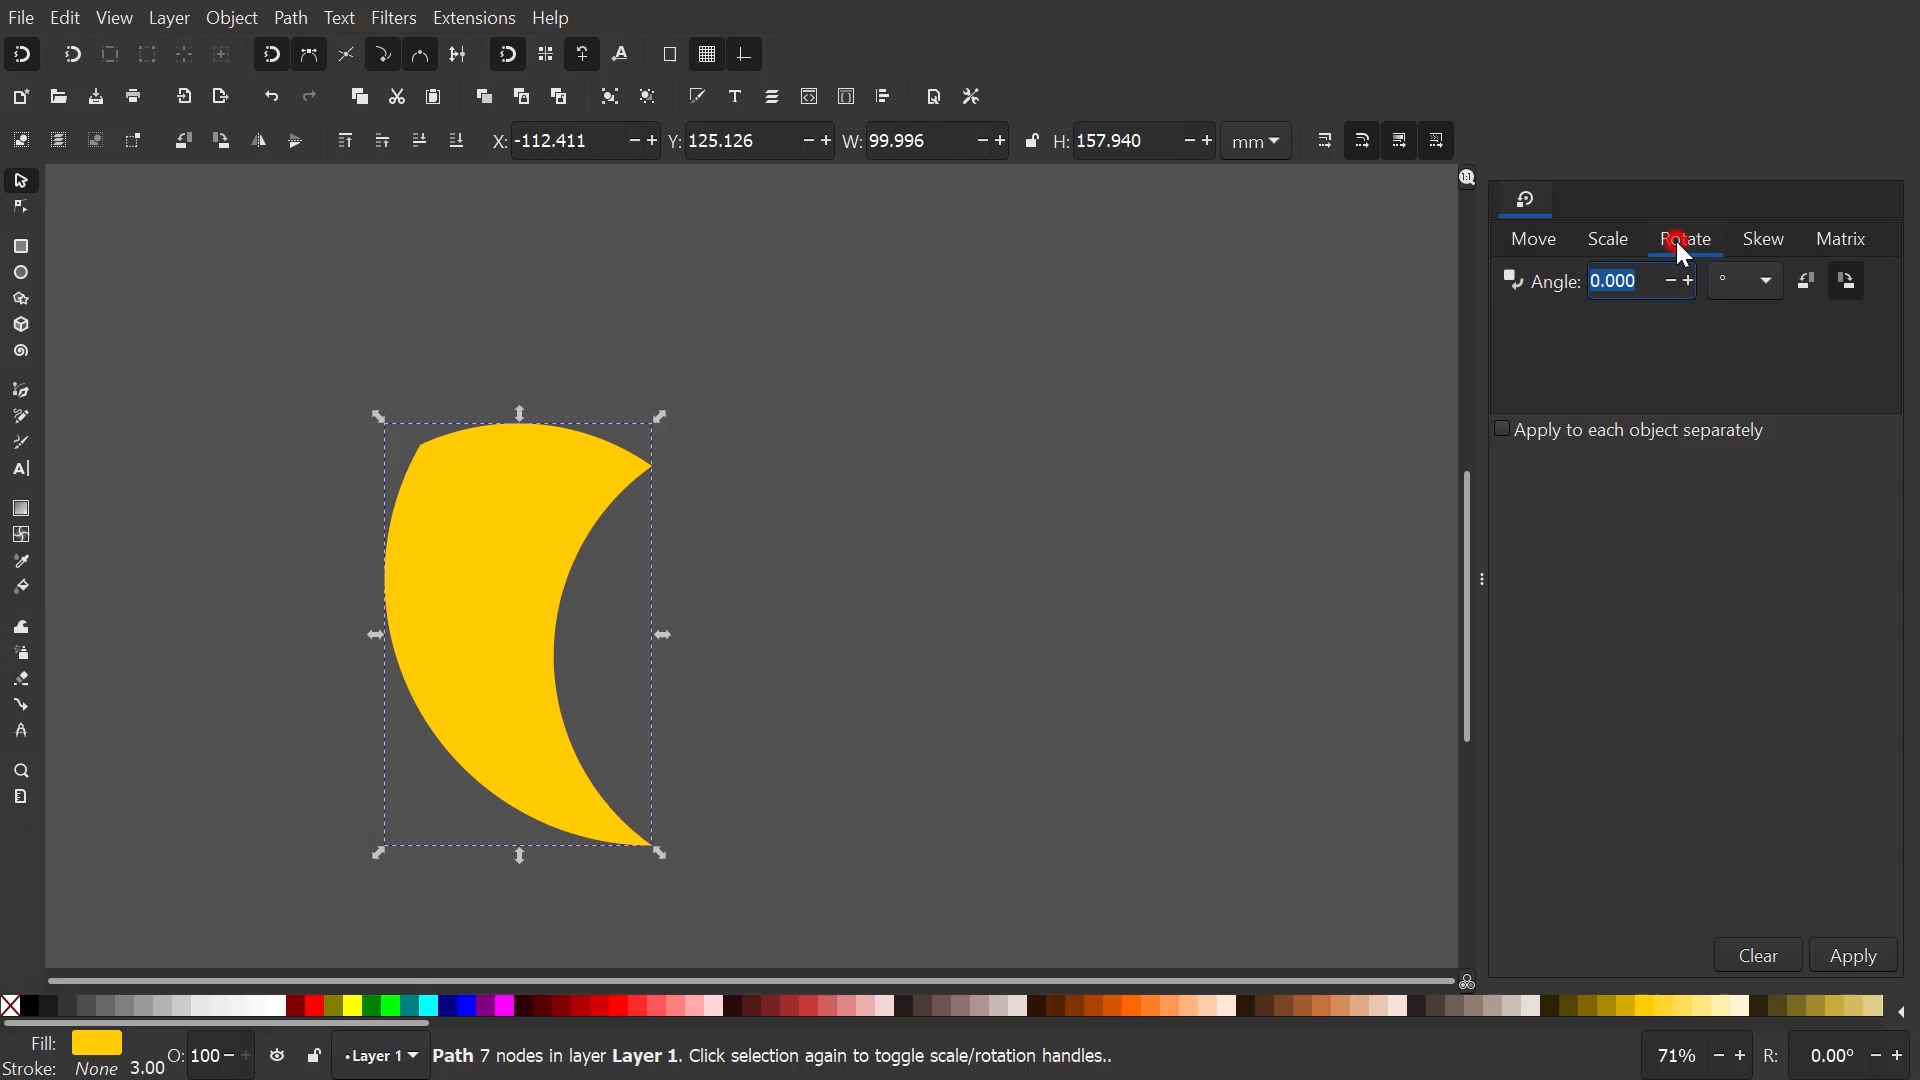 File Edit View Layer Object Path Text Filters Extensions Help
X: -112.411 Y: 125.126 W: 99.996 H: 157.940 mm
1:1
Move Scale Rotate Skew Matrix
Angle: 0.000 °
Apply to each object separately
Clear Apply
Fill: O: 100 Layer 1 Path 7 nodes in layer Layer 1. Click selection again to toggle scale/rotation handles.. 71% R: 0.00°
Stroke: None 3.00